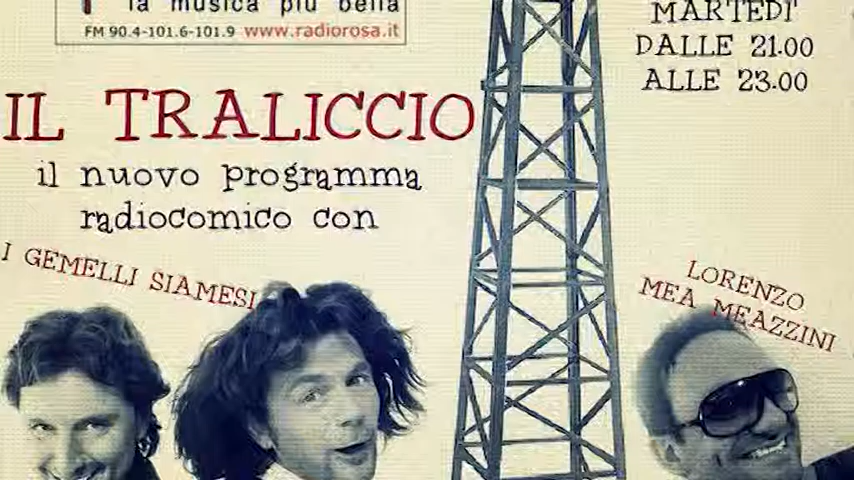 la musica più bella
FM 90.4-101.6-101.9 www.radiorosa.it
MARTEDI'
DALLE 21.00
ALLE 23.00
IL TRALICCIO
il nuovo programma
radiocomico con
I GEMELLI SIAMESI
LORENZO
MEA MEAZZINI